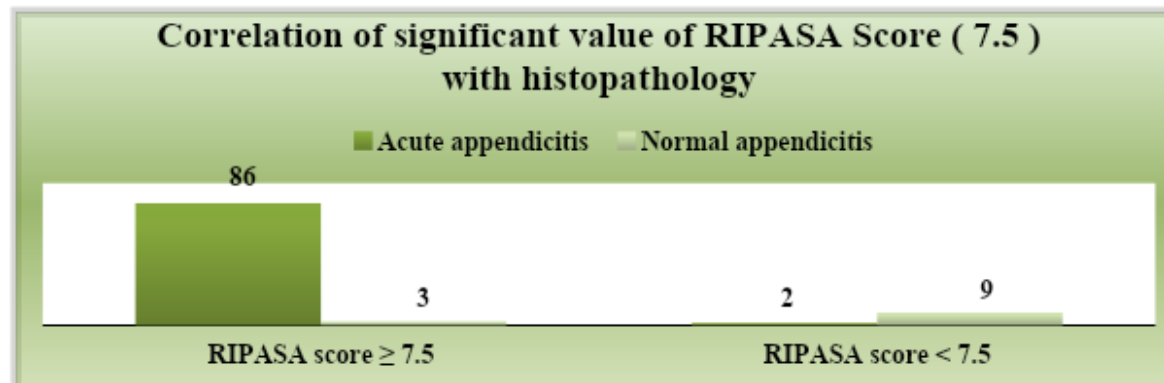 Correlation of significant value of RIPASA Score ( 7.5 )
with histopathology
Acute appendicitis Normal appendicitis
86
3
2
9
RIPASA score ≥ 7.5 RIPASA score < 7.5